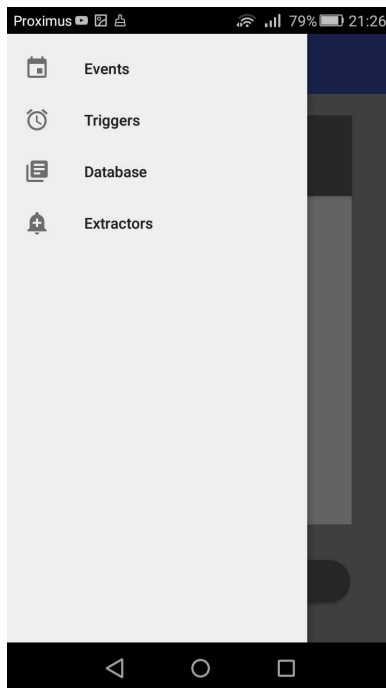 Proximus 79% 21:26
Events
Triggers
Database
Extractors